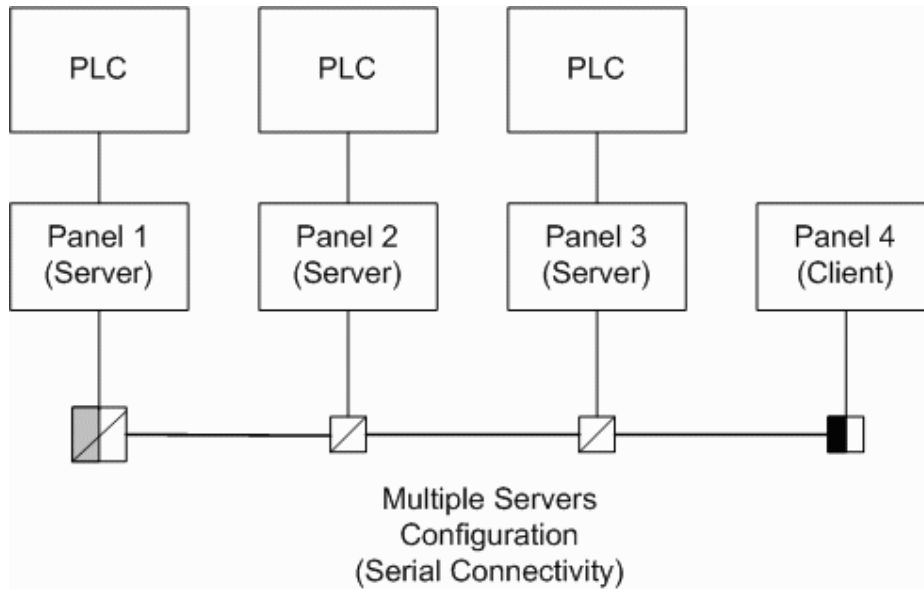 PLC
PLC
PLC
Panel 1
(Server)
Panel 2
(Server)
Panel 3
(Server)
Panel 4
(Client)
Multiple Servers
Configuration
(Serial Connectivity)